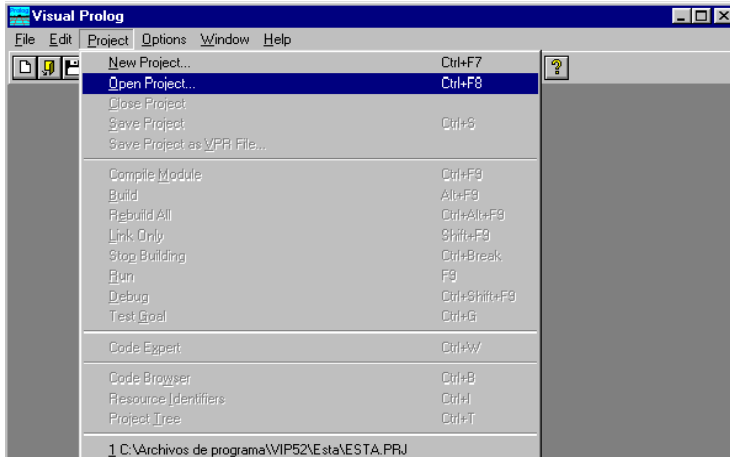 Visual Prolog
File Edit Project Options Window Help
New Project... Ctrl+F7
Open Project... Ctrl+F8
Close Project
Save Project Ctrl+S
Save Project as VPR File...
Compile Module Ctrl+F9
Build Alt+F9
Rebuild All Ctrl+Alt+F9
Link Only Shift+F9
Stop Building Ctrl+Break
Run F9
Debug Ctrl+Shift+F9
Test Goal Ctrl+G
Code Expert Ctrl+W
Code Browser Ctrl+B
Resource Identifiers Ctrl+I
Project Tree Ctrl+T
1 C:\Archivos de programa\VIP52\Esta\ESTA.PRJ